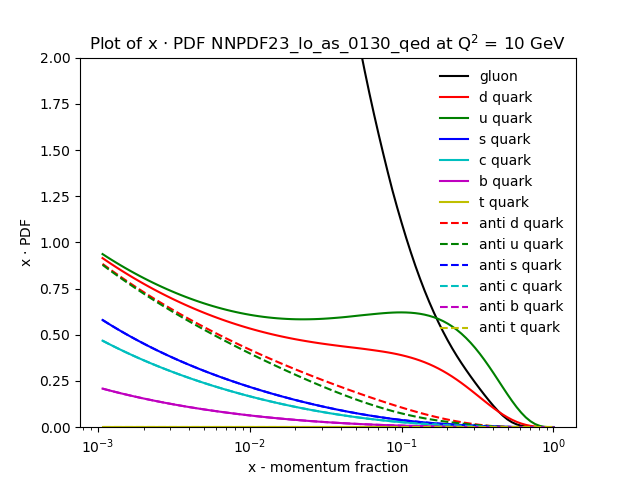 Plot of x · PDF NNPDF23_lo_as_0130_qed at Q² = 10 GeV
2.00
1.75
1.50
1.25
1.00
0.75
0.50
0.25
0.00
x · PDF
gluon
d quark
u quark
s quark
c quark
b quark
t quark
anti d quark
anti u quark
anti s quark
anti c quark
anti b quark
anti t quark
10⁻³ 10⁻² 10⁻¹ 10⁰
x - momentum fraction